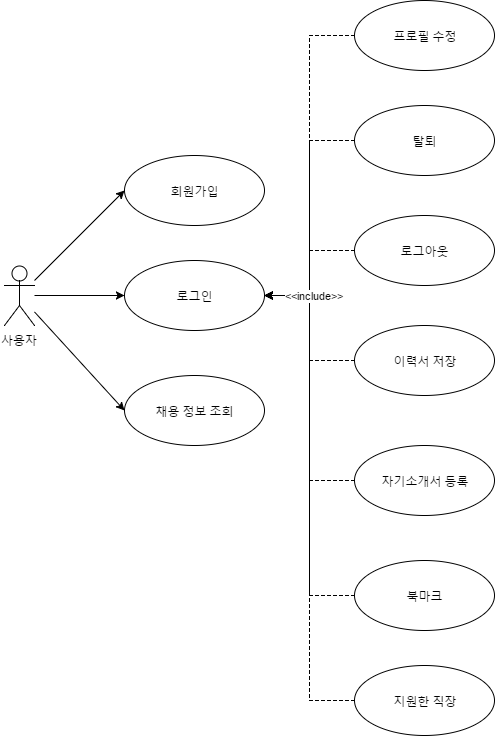 프로필 수정
탈퇴
회원가입
로그아웃
로그인
<<include>>
사용자
이력서 저장
채용 정보 조회
자기소개서 등록
북마크
지원한 직장